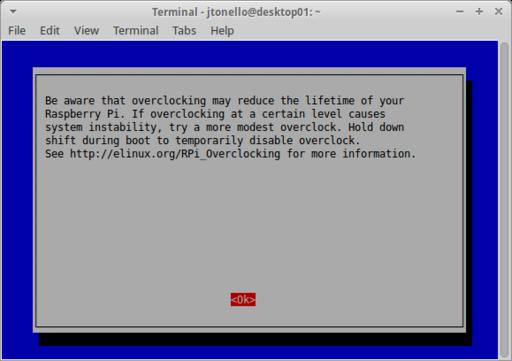 Terminal - jtonello@desktop01: ~
File Edit View Terminal Tabs Help
Be aware that overclocking may reduce the lifetime of your
Raspberry Pi. If overclocking at a certain level causes
system instability, try a more modest overclock. Hold down
shift during boot to temporarily disable overclock.
See http://elinux.org/RPi_Overclocking for more information.
<Ok>